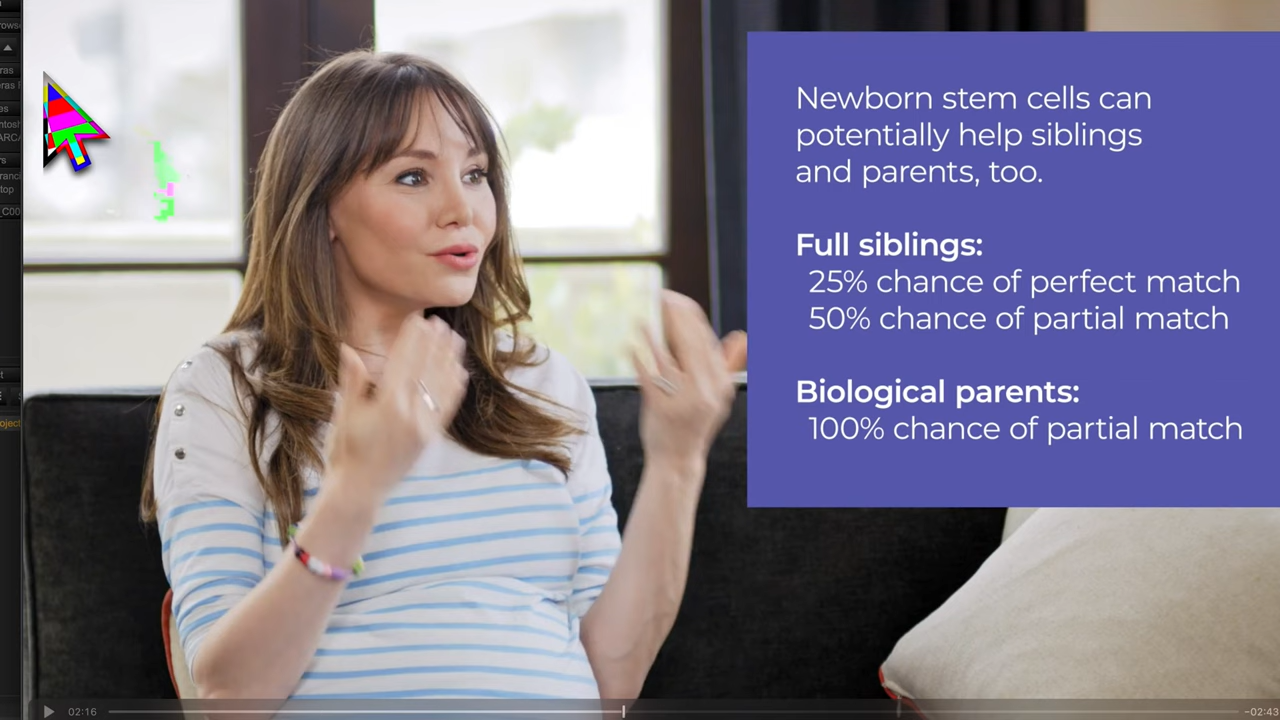 Newborn stem cells can
potentially help siblings
and parents, too.
Full siblings:
25% chance of perfect match
50% chance of partial match
Biological parents:
100% chance of partial match
02:16
-02:43